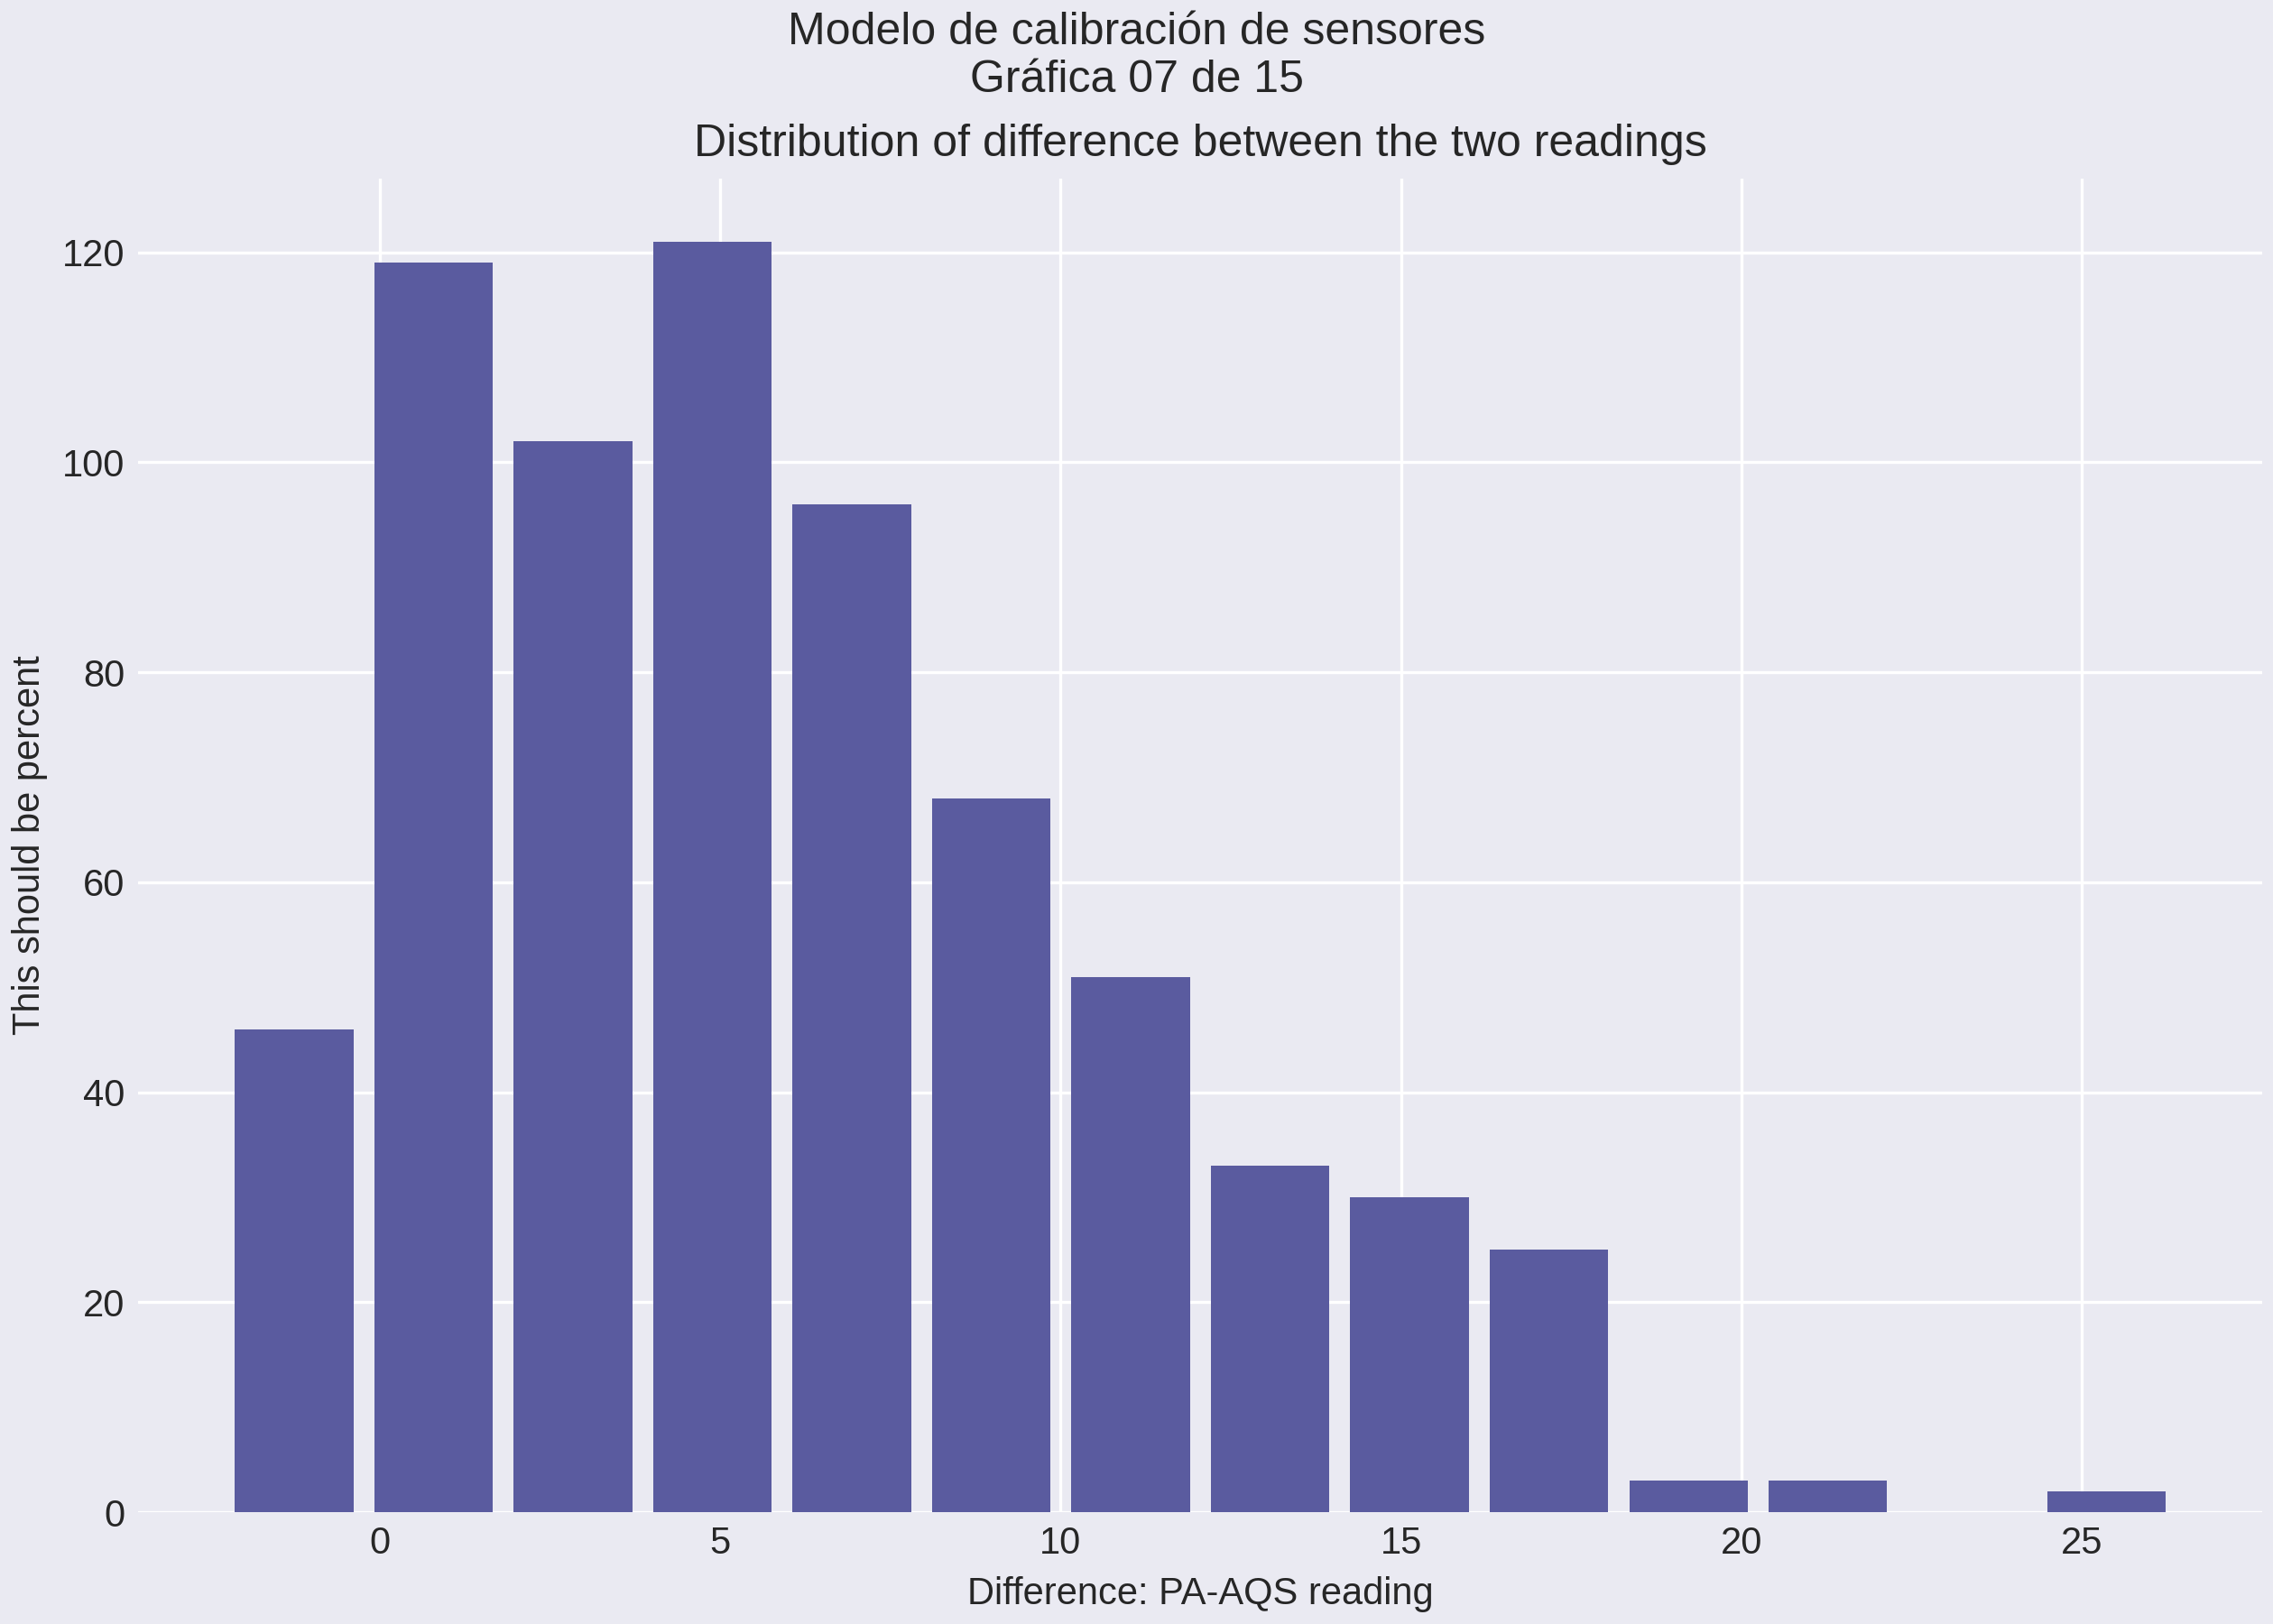 Modelo de calibración de sensores
Gráfica 07 de 15
Distribution of difference between the two readings
This should be percent
120
100
80
60
40
20
0
0 5 10 15 20 25
Difference: PA-AQS reading